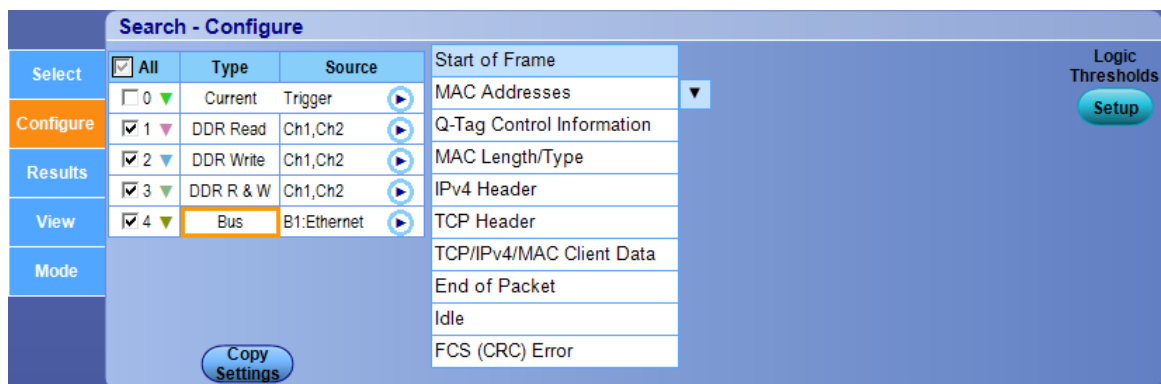 Search - Configure
Select
Configure
Results
View
Mode
All Type Source
0 Current Trigger
1 DDR Read Ch1,Ch2
2 DDR Write Ch1,Ch2
3 DDR R & W Ch1,Ch2
4 Bus B1:Ethernet
Copy
Settings
Start of Frame
MAC Addresses
Q-Tag Control Information
MAC Length/Type
IPv4 Header
TCP Header
TCP/IPv4/MAC Client Data
End of Packet
Idle
FCS (CRC) Error
Logic
Thresholds
Setup